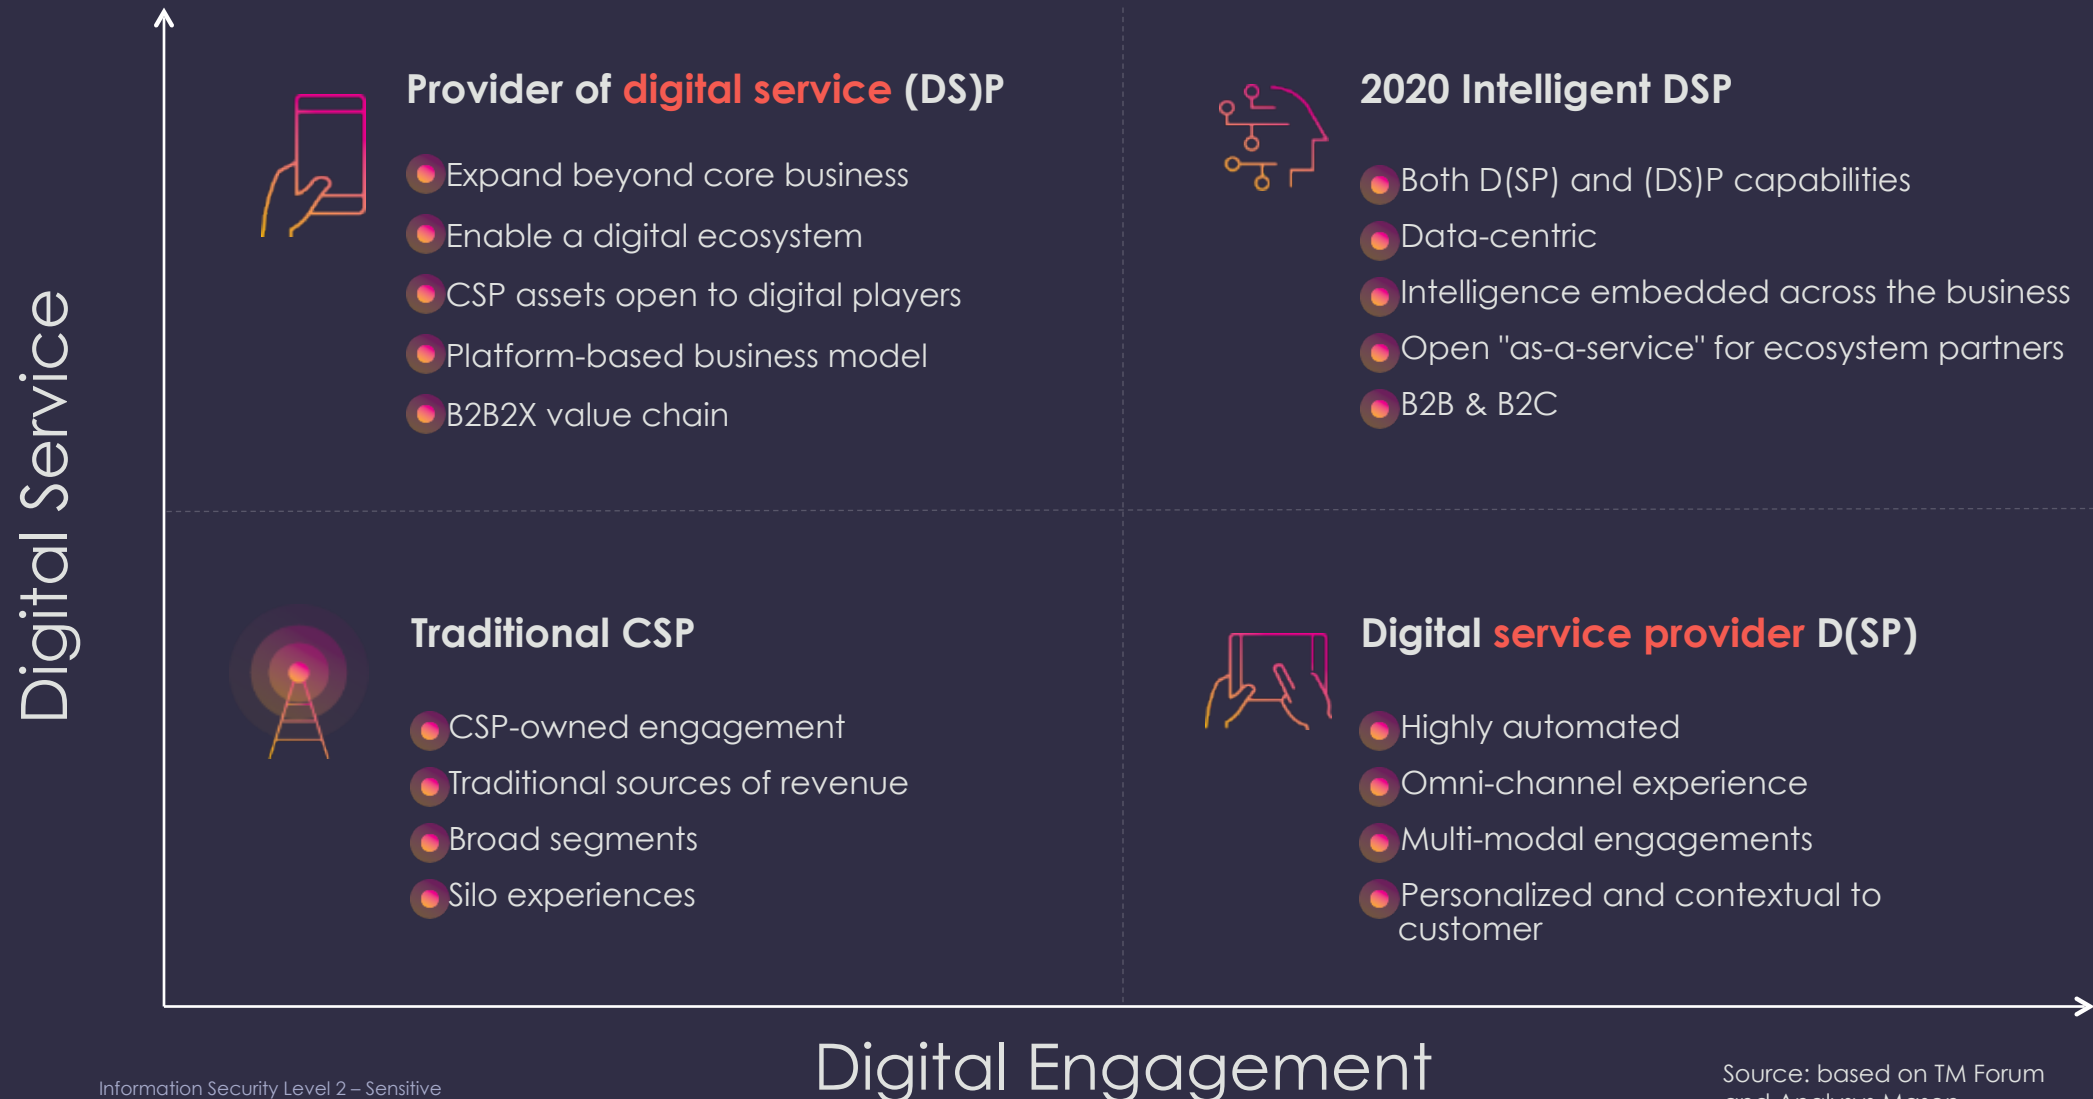 Digital Service
Provider of digital service (DS)P
Expand beyond core business
Enable a digital ecosystem
CSP assets open to digital players
Platform-based business model
B2B2X value chain
2020 Intelligent DSP
Both D(SP) and (DS)P capabilities
Data-centric
Intelligence embedded across the business
Open "as-a-service" for ecosystem partners
B2B & B2C
Traditional CSP
CSP-owned engagement
Traditional sources of revenue
Broad segments
Silo experiences
Digital service provider D(SP)
Highly automated
Omni-channel experience
Multi-modal engagements
Personalized and contextual to
customer
Digital Engagement
Information Security Level 2 – Sensitive
Source: based on TM Forum
and Analysys Mason